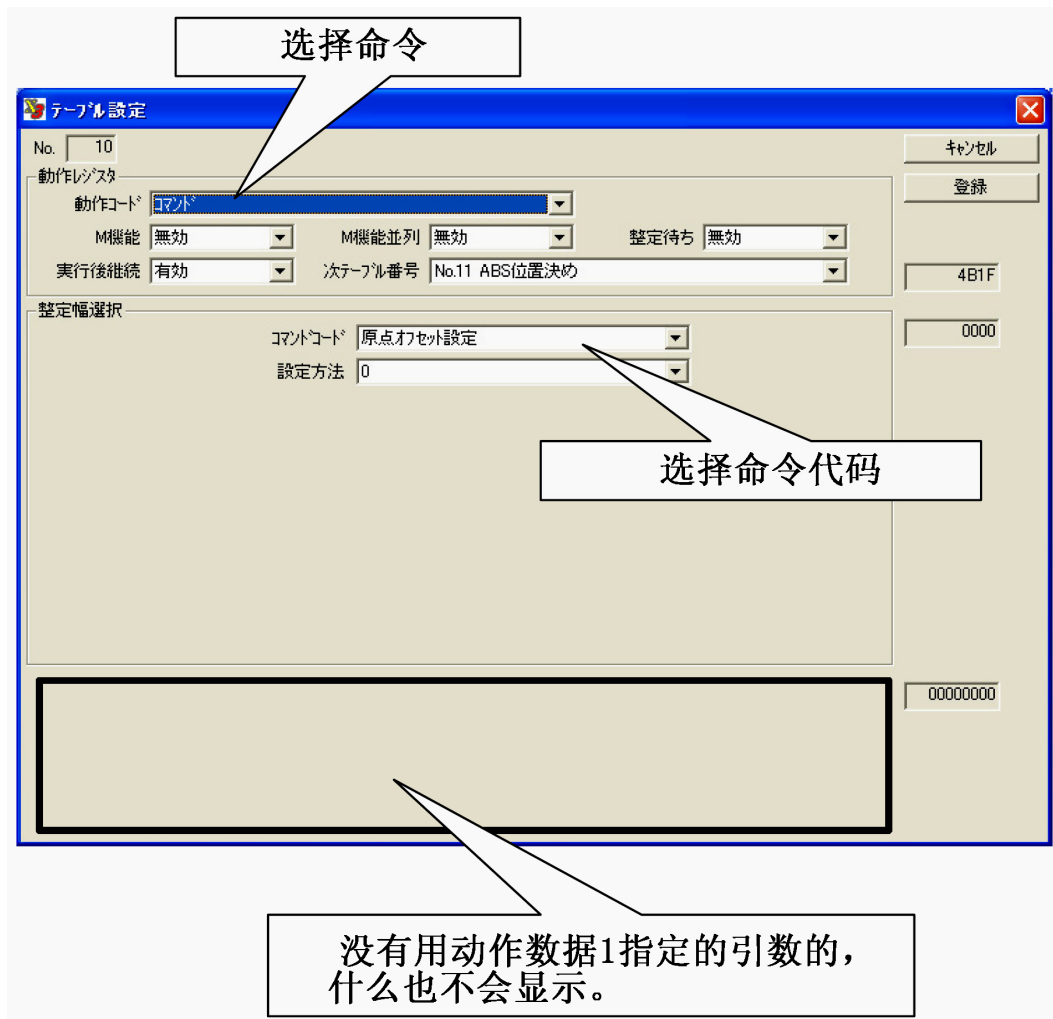 选择命令
ﾃｰﾌﾞﾙ設定
No. 10
ｷｬﾝｾﾙ
動作ﾚｼﾞｽﾀ
登録
動作ｺｰﾄﾞ ｺﾏﾝﾄﾞ
M機能 無効 M機能並列 無効 整定待ち 無効
実行後継続 有効 次ﾃｰﾌﾞﾙ番号 No.11 ABS位置決め
4B1F
整定幅選択
0000
ｺﾏﾝﾄﾞｺｰﾄﾞ 原点ｵﾌｾｯﾄ設定
設定方法 0
选择命令代码
00000000
没有用动作数据1指定的引数的，
什么也不会显示。